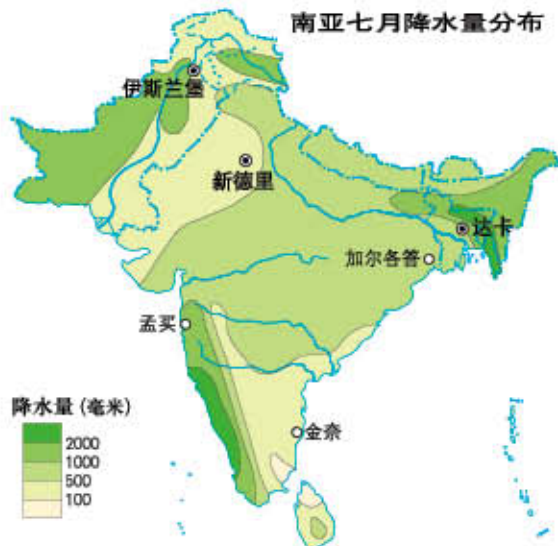 南亚七月降水量分布
伊斯兰堡
新德里
达卡
加尔各答
孟买
降水量 (毫米)
2000
1000
500
100
金奈